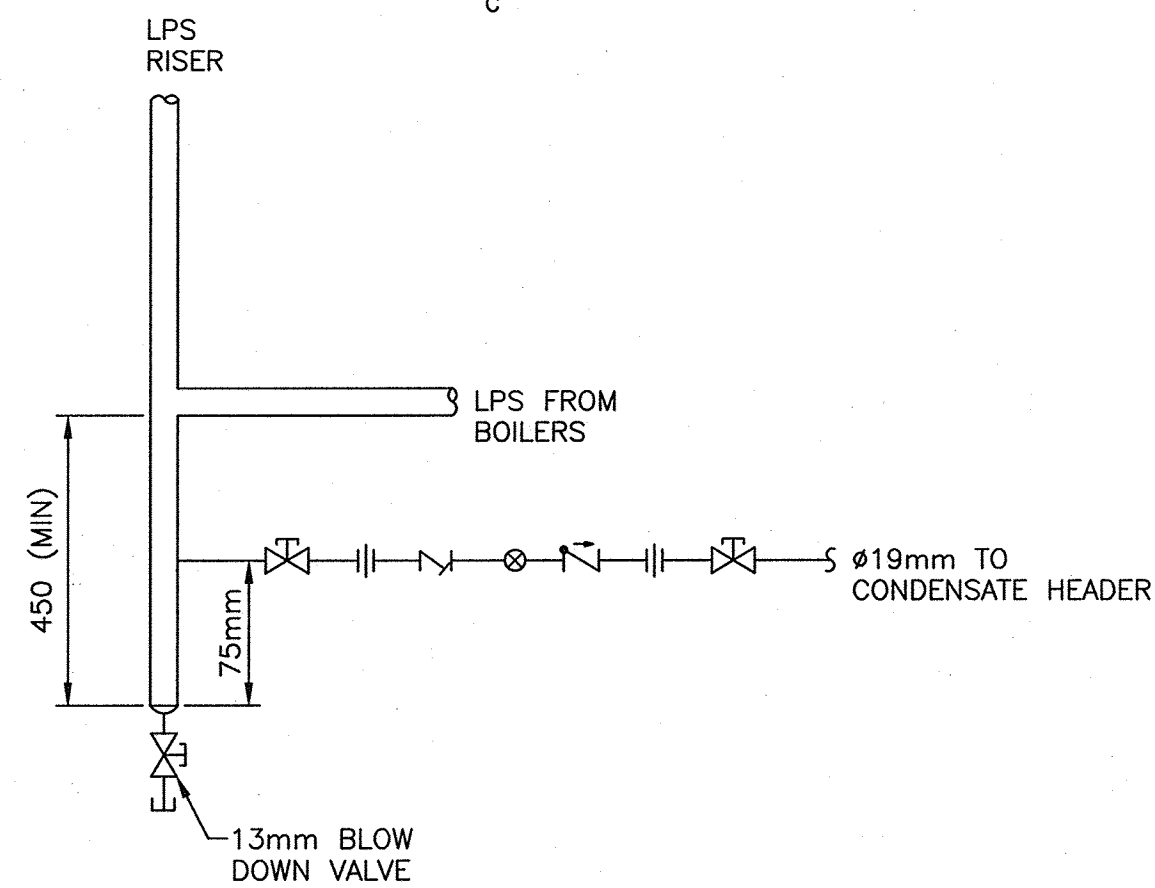 C
LPS
RISER
LPS FROM
BOILERS
450 (MIN)
75mm
ø19mm TO
CONDENSATE HEADER
13mm BLOW
DOWN VALVE